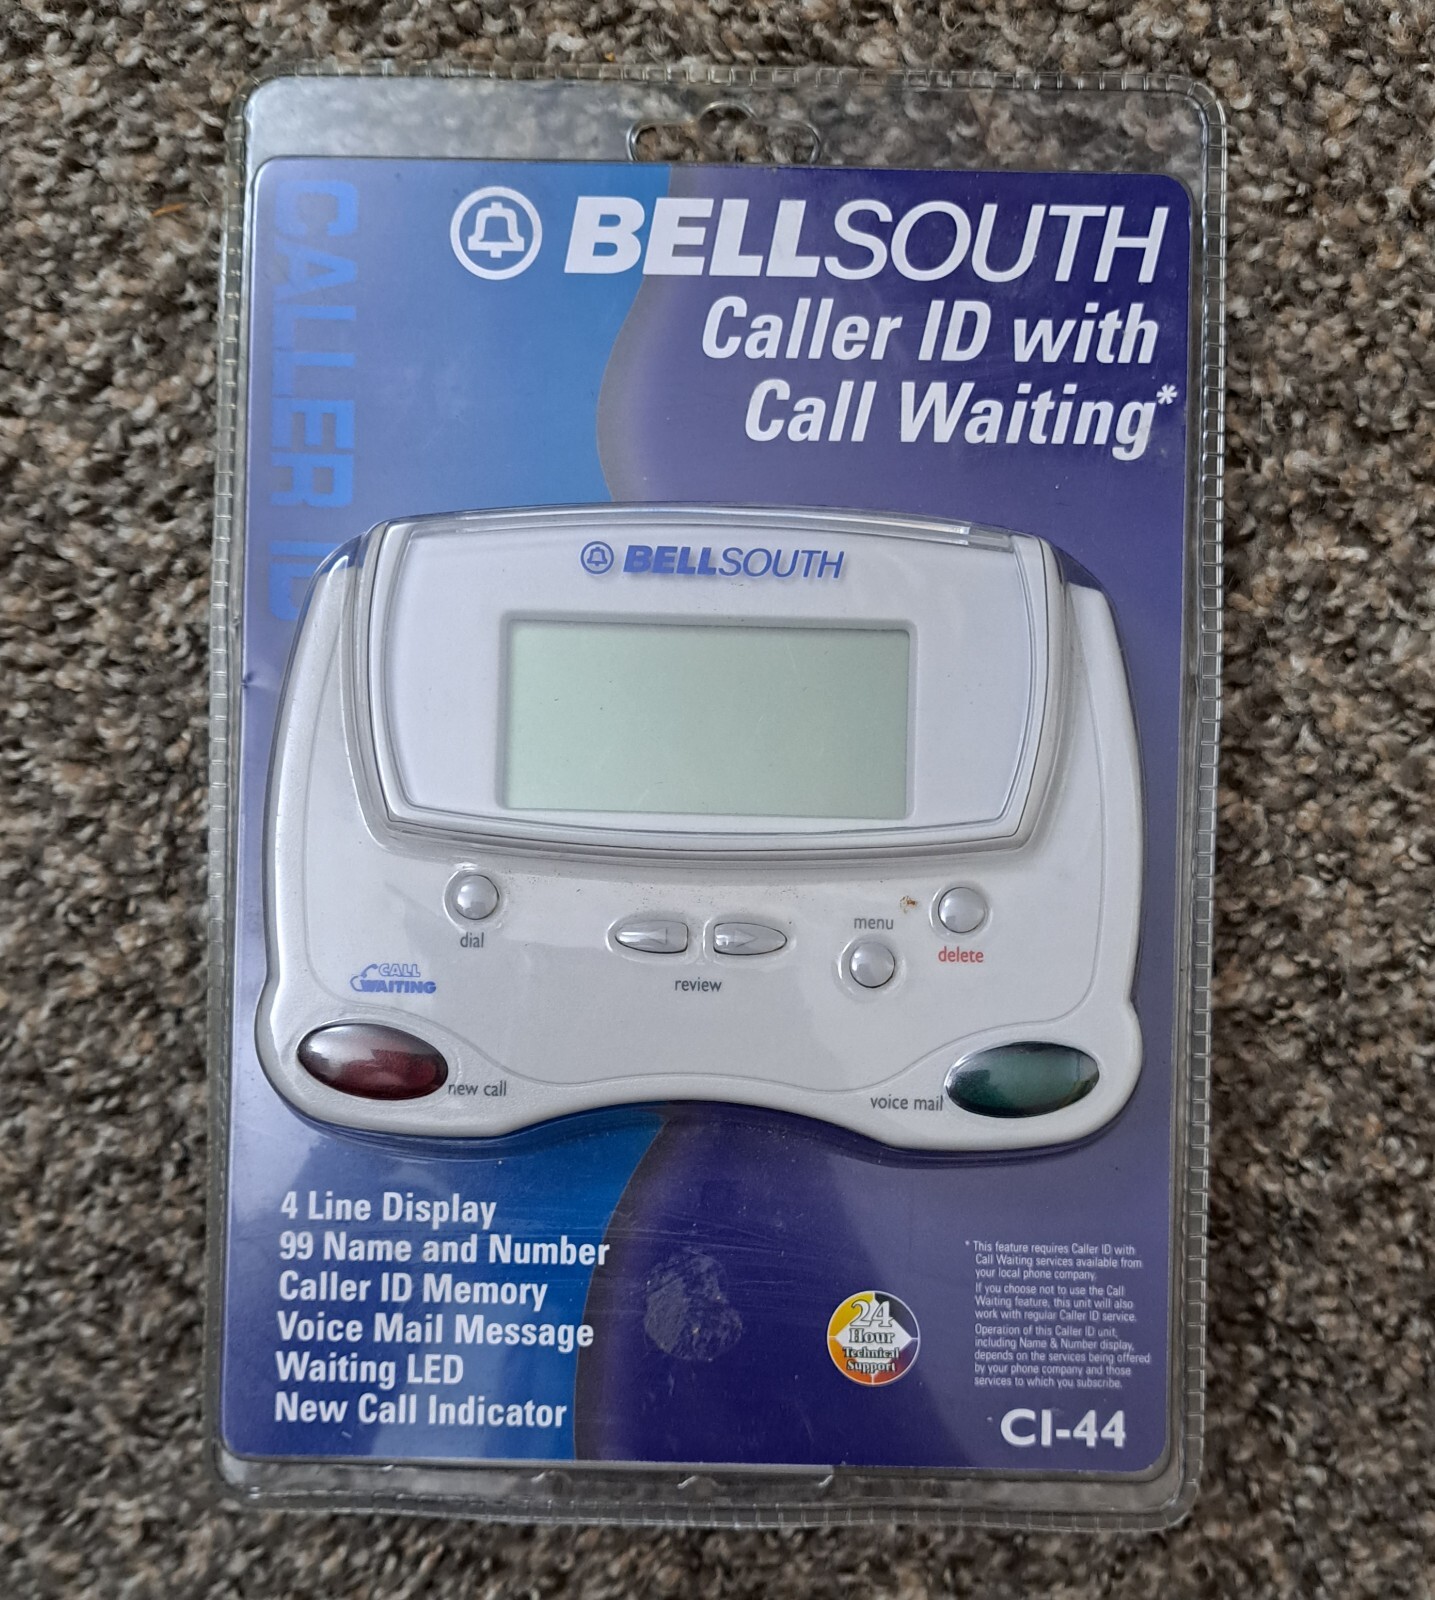 CALLER ID
BELLSOUTH
Caller ID with
Call Waiting*
BELLSOUTH
dial
review
menu
delete
CALL
WAITING
new call
voice mail
4 Line Display
99 Name and Number
Caller ID Memory
Voice Mail Message
Waiting LED
New Call Indicator
24
Hour
Technical
Support
* This feature requires Caller ID with
Call Waiting services available from
your local phone company.
If you choose not to use the Call
Waiting feature, this unit will also
work with regular Caller ID service.
Operation of this Caller ID unit,
including Name & Number display,
depends on the services being offered
by your phone company and those
services to which you subscribe.
CI-44